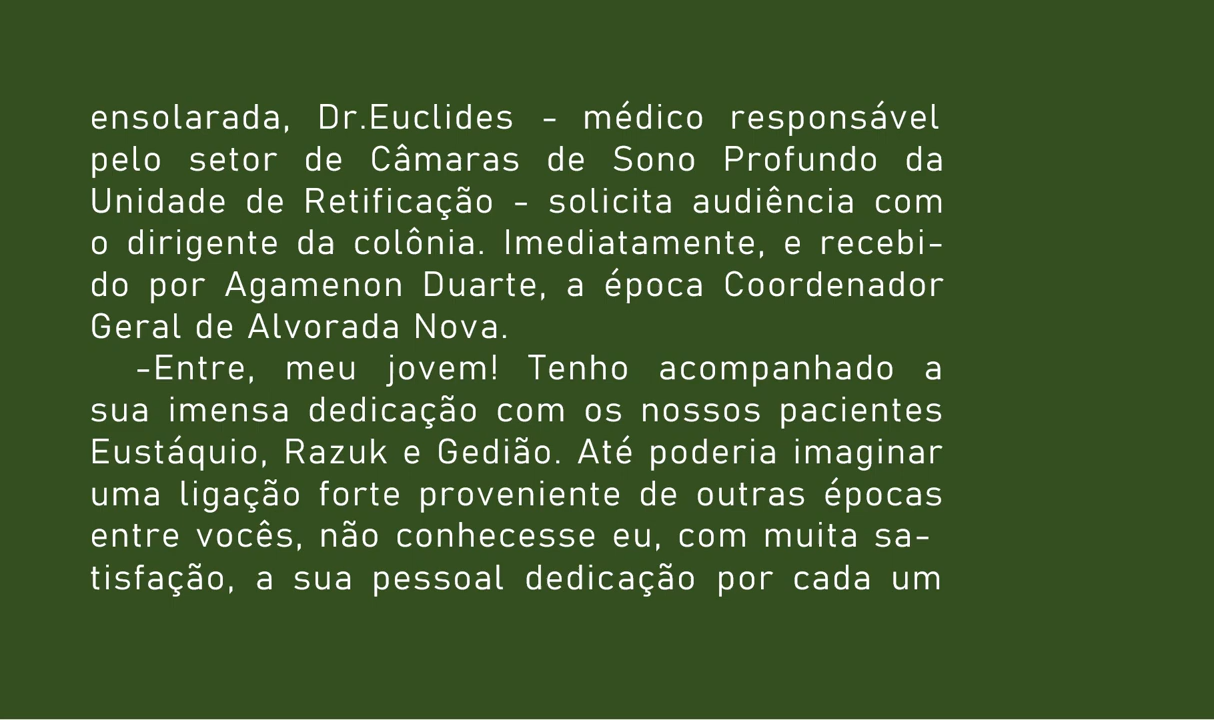 ensolarada, Dr.Euclides - médico responsável
pelo setor de Câmaras de Sono Profundo da
Unidade de Retificação - solicita audiência com
o dirigente da colônia. Imediatamente, e recebi-
do por Agamenon Duarte, a época Coordenador
Geral de Alvorada Nova.
-Entre, meu jovem! Tenho acompanhado a
sua imensa dedicação com os nossos pacientes
Eustáquio, Razuk e Gedião. Até poderia imaginar
uma ligação forte proveniente de outras épocas
entre vocês, não conhecesse eu, com muita sa-
tisfação, a sua pessoal dedicação por cada um